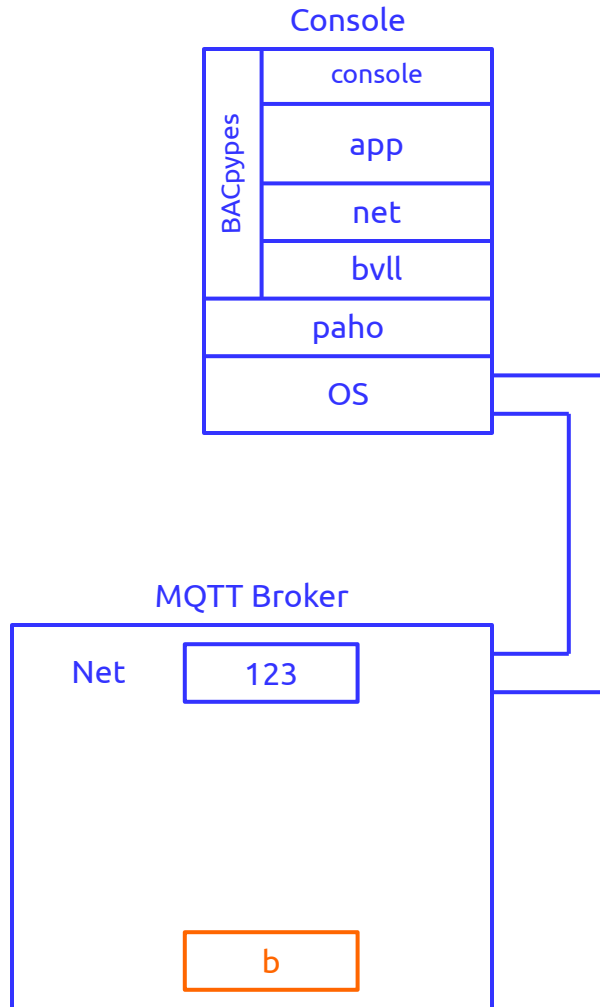 Console
console
BACpypes
app
net
bvll
paho
OS
MQTT Broker
Net
123
b